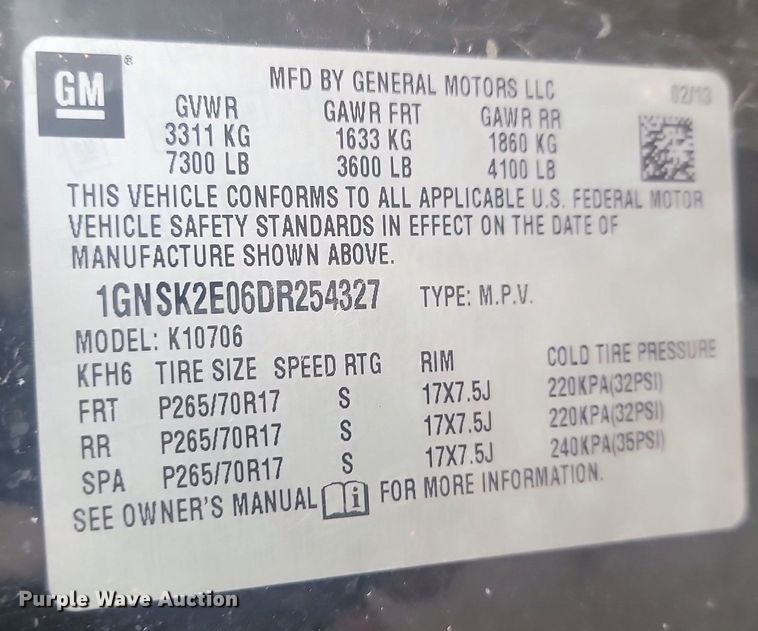 GM ®
MFD BY GENERAL MOTORS LLC 02/13
GVWR GAWR FRT GAWR RR
3311 KG 1633 KG 1860 KG
7300 LB 3600 LB 4100 LB
THIS VEHICLE CONFORMS TO ALL APPLICABLE U.S. FEDERAL MOTOR
VEHICLE SAFETY STANDARDS IN EFFECT ON THE DATE OF
MANUFACTURE SHOWN ABOVE.
1GNSK2E06DR254327 TYPE: M.P.V.
MODEL: K10706
KFH6 TIRE SIZE SPEED RTG RIM COLD TIRE PRESSURE
FRT P265/70R17 S 17X7.5J 220KPA(32PSI)
RR P265/70R17 S 17X7.5J 220KPA(32PSI)
SPA P265/70R17 S 17X7.5J 240KPA(35PSI)
SEE OWNER'S MANUAL i FOR MORE INFORMATION.
Purple Wave Auction